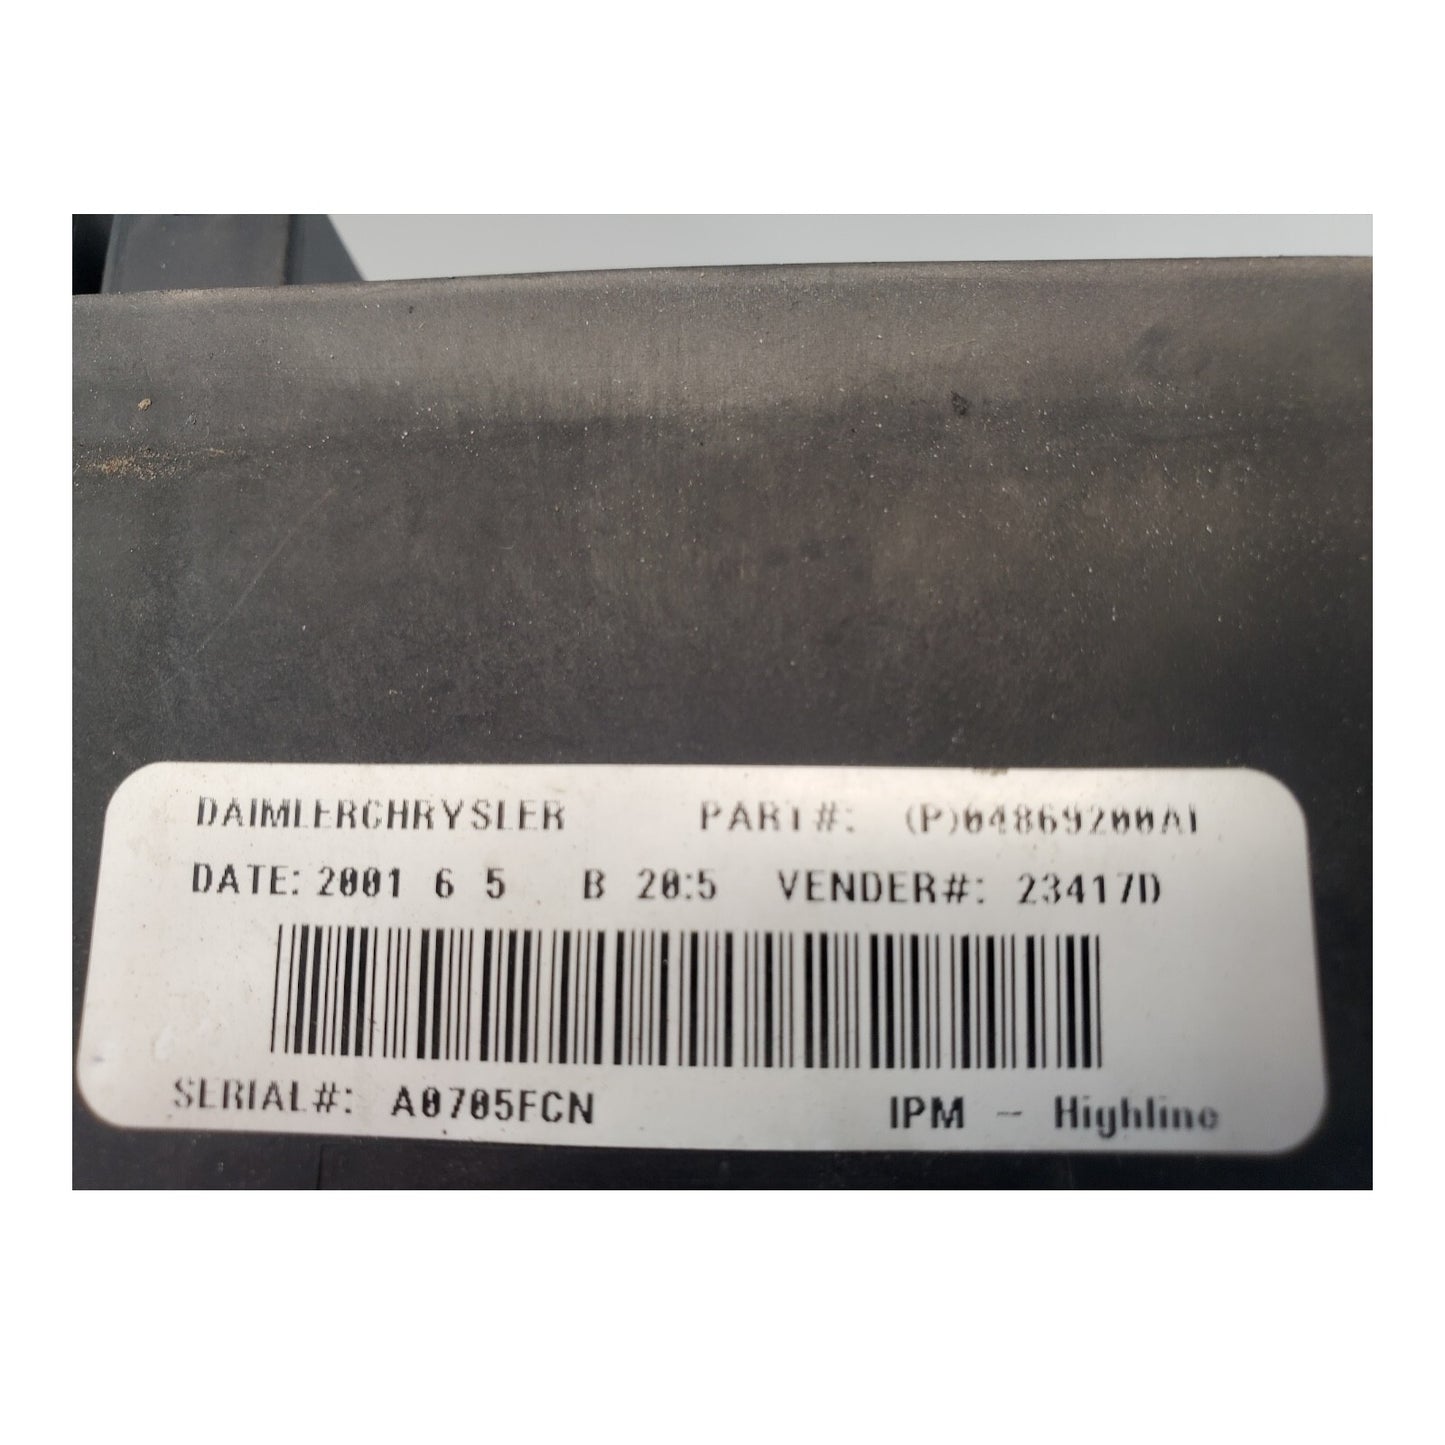 DAIMLERCHRYSLER PART#: (P)04869200AI
DATE: 2001 6 5 B 20:5 VENDER#: 23417D
SERIAL#: A0705FCN IPM - Highline